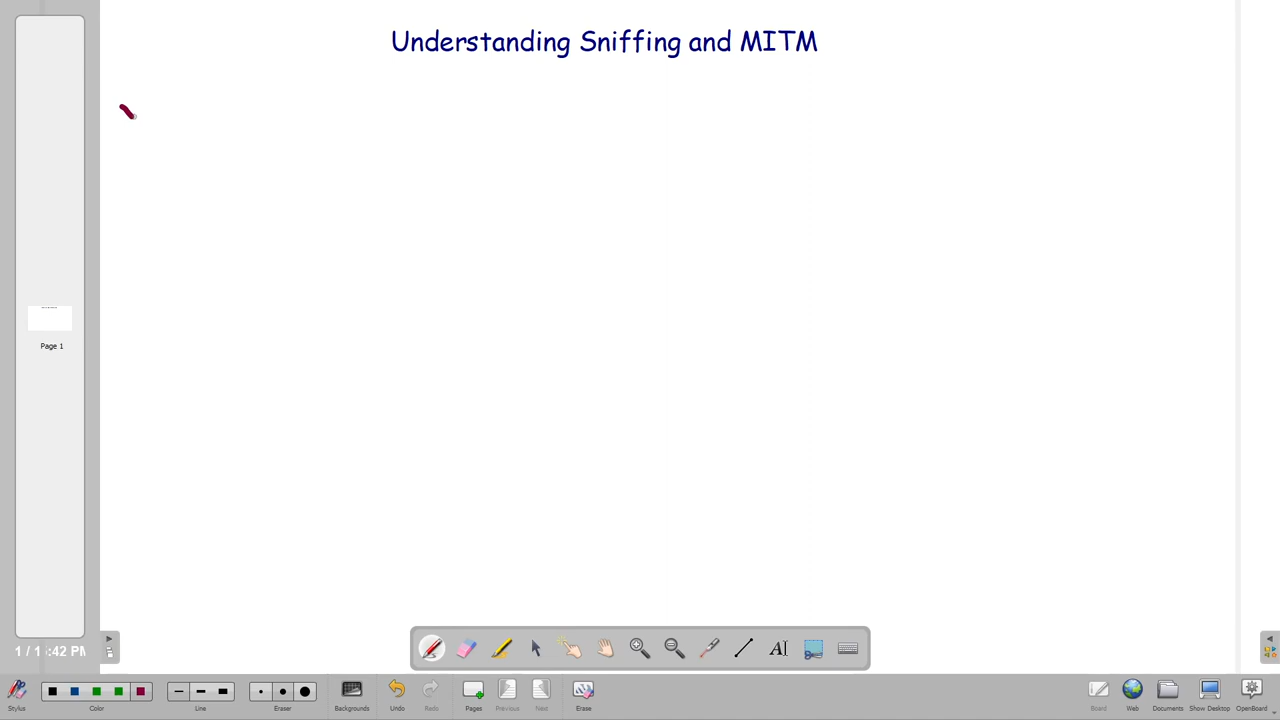 Understanding Sniffing and MITM
Page 1
Stylus
Color
Line
Eraser
Backgrounds
Undo
Redo
Pages
Previous
Next
Erase
Board
Web
Documents
Show Desktop
OpenBoard